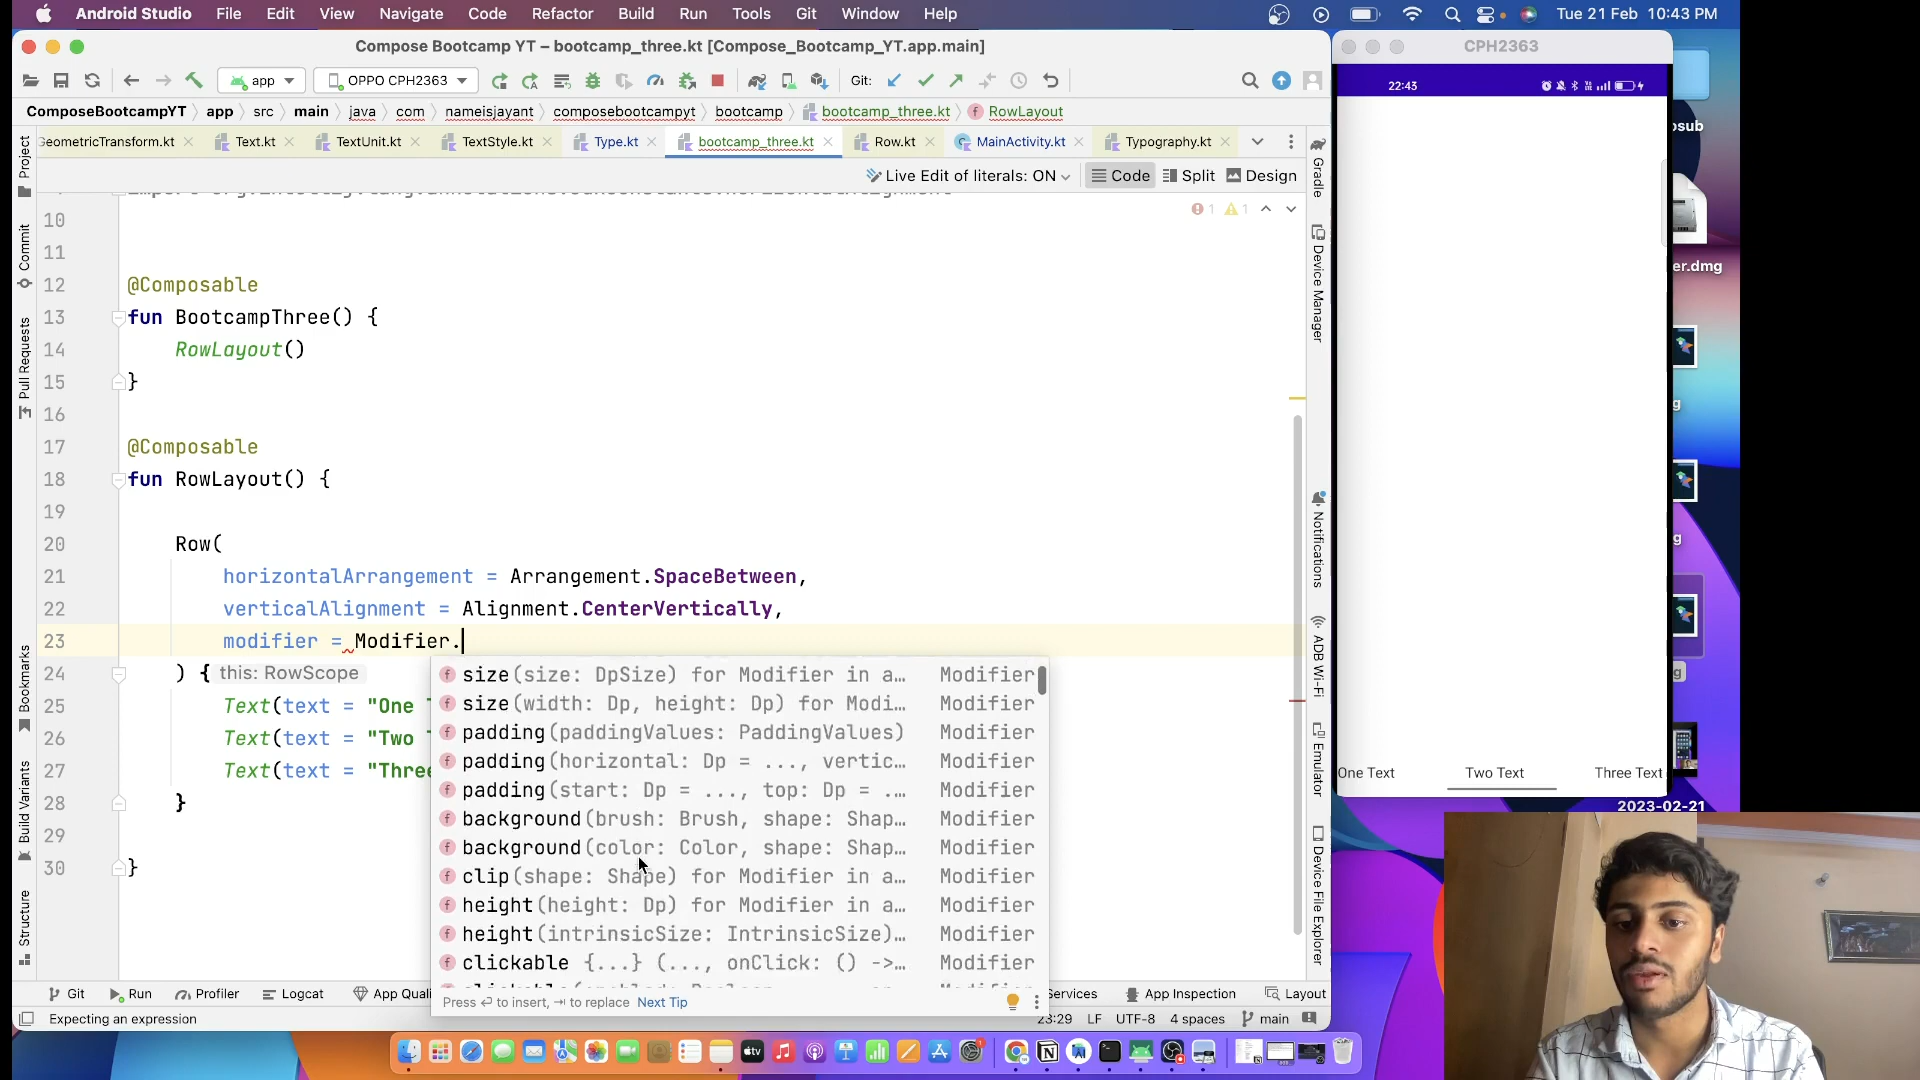 Android Studio File Edit View Navigate Code Refactor Build Run Tools Git Window Help Tue 21 Feb 10:43 PM
Compose Bootcamp YT – bootcamp_three.kt [Compose_Bootcamp_YT.app.main]
CPH2363
app OPPO CPH2363 Git:
22:43
ComposeBootcampYT app src main java com nameisjayant composebootcampyt bootcamp bootcamp_three.kt RowLayout
GeometricTransform.kt Text.kt TextUnit.kt TextStyle.kt Type.kt bootcamp_three.kt Row.kt MainActivity.kt Typography.kt
Live Edit of literals: ON Code Split Design
1 1
10
11
12 @Composable
13 fun BootcampThree() {
14 RowLayout()
15 }
16
17 @Composable
18 fun RowLayout() {
19
20 Row(
21 horizontalArrangement = Arrangement.SpaceBetween,
22 verticalAlignment = Alignment.CenterVertically,
23 modifier = Modifier.
24 ) { this: RowScope
25 Text(text = "One
26 Text(text = "Two
27 Text(text = "Three
28 }
29
30 }
size(size: DpSize) for Modifier in a… Modifier
size(width: Dp, height: Dp) for Modi… Modifier
padding(paddingValues: PaddingValues) Modifier
padding(horizontal: Dp = ..., vertic… Modifier
padding(start: Dp = ..., top: Dp = .… Modifier
background(brush: Brush, shape: Shap… Modifier
background(color: Color, shape: Shap… Modifier
clip(shape: Shape) for Modifier in a… Modifier
height(height: Dp) for Modifier in a… Modifier
height(intrinsicSize: IntrinsicSize)… Modifier
clickable {...} (..., onClick: () ->… Modifier
Press ⏎ to insert, ⇥ to replace Next Tip
Project
Commit
Pull Requests
Bookmarks
Build Variants
Structure
Gradle
Device Manager
Notifications
ADB Wi-Fi
Emulator
Device File Explorer
One Text Two Text Three Text
osub
er.dmg
g
g
g
g
2023-02-21
Git Run Profiler Logcat App Quali ervices App Inspection Layout
Expecting an expression 23:29 LF UTF-8 4 spaces main